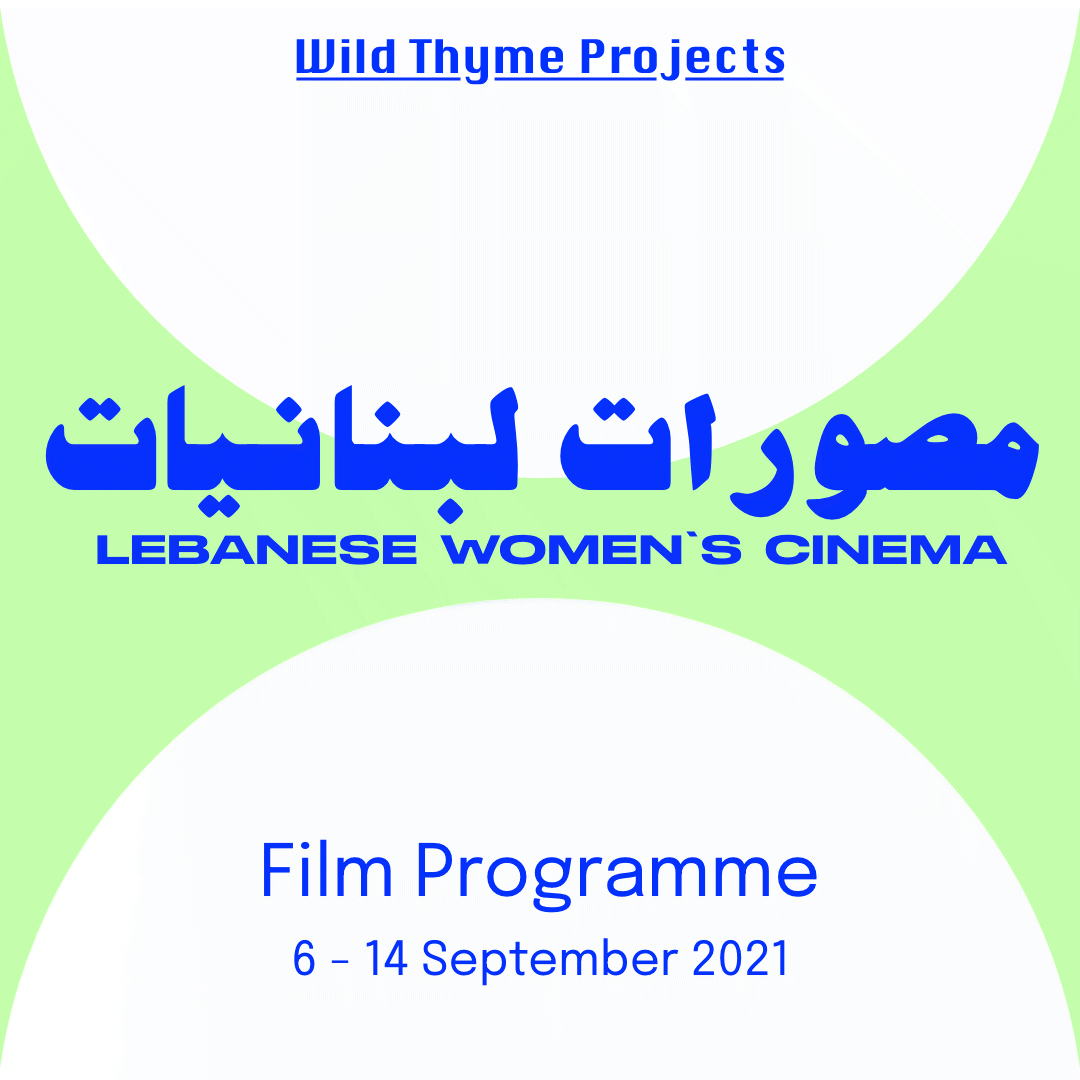 Wild Thyme Projects
مصورات لبنانيات
LEBANESE WOMEN`S CINEMA
Film Programme
6 – 14 September 2021